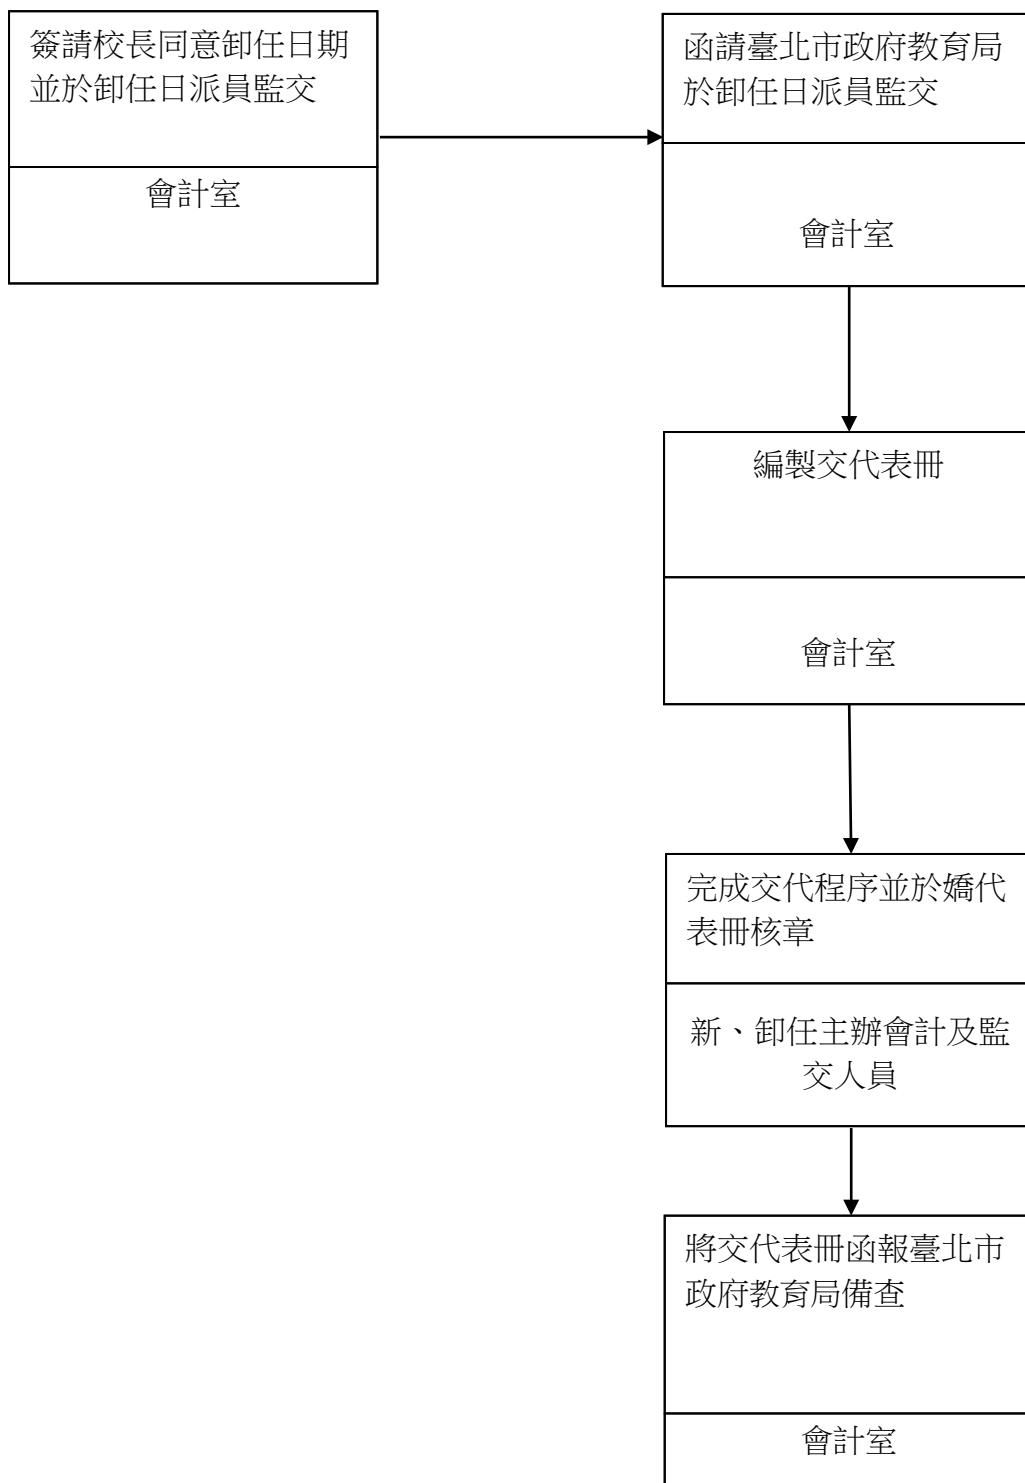 簽請校長同意卸任日期
並於卸任日派員監交
會計室
函請臺北市政府教育局
於卸任日派員監交
會計室
編製交代表冊
會計室
完成交代程序並於嬌代
表冊核章
新、卸任主辦會計及監
交人員
將交代表冊函報臺北市
政府教育局備查
會計室